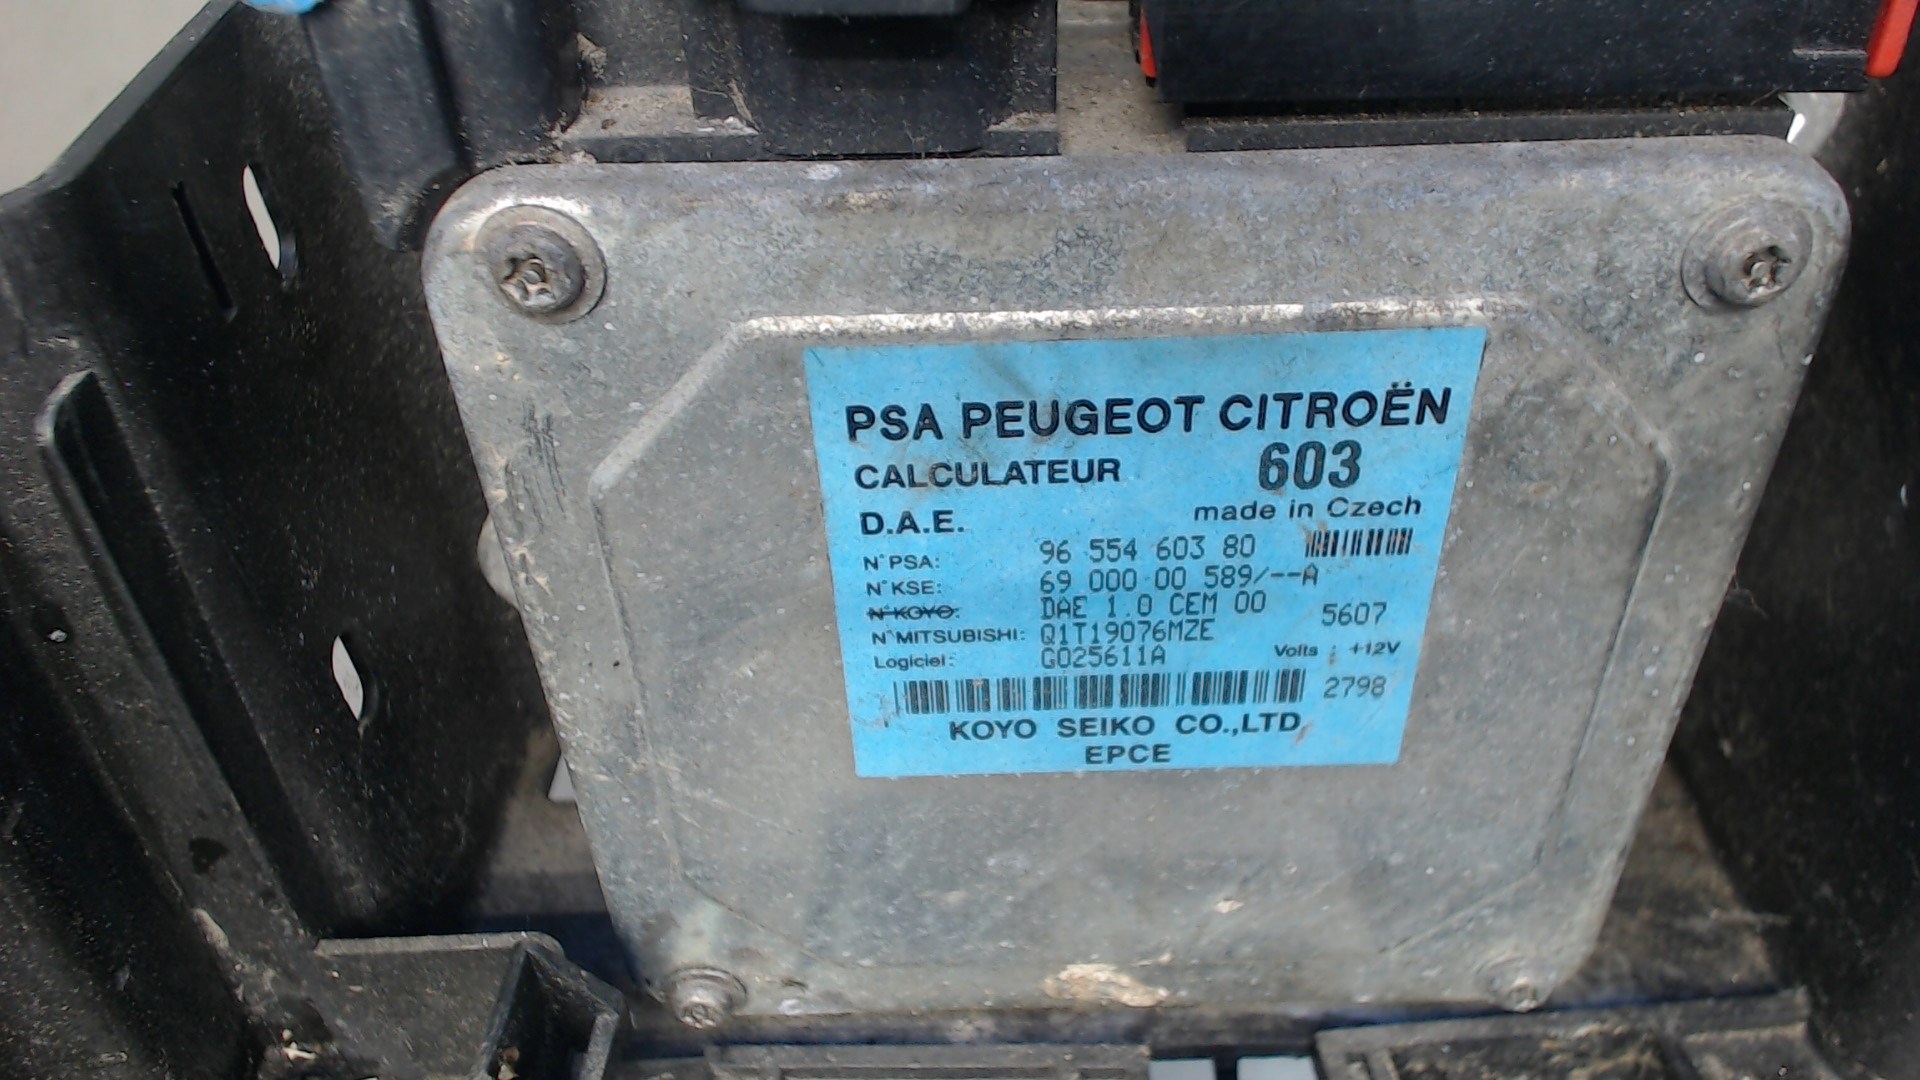 PSA PEUGEOT CITROËN
CALCULATEUR 603
D.A.E. made in Czech
N° PSA: 96 554 603 80
N° KSE: 69 000 00 589/--A
N° KOYO: DAE 1.0 CEM 00 5607
N° MITSUBISHI: Q1T19076MZE
Logiciel: G025611A Volts : +12V
2798
KOYO SEIKO CO.,LTD
EPCE